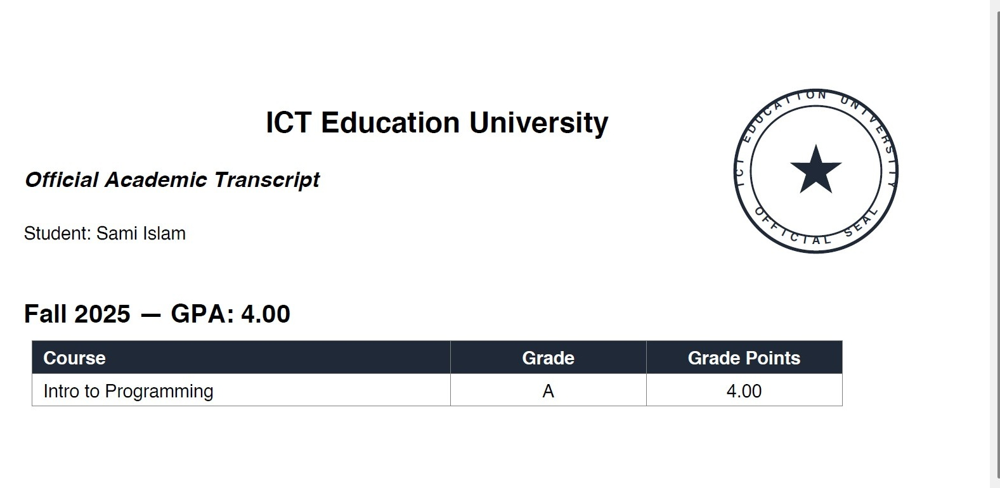 ICT Education University
ICT EDUCATION UNIVERSITY
OFFICIAL SEAL
Official Academic Transcript
Student: Sami Islam
Fall 2025 — GPA: 4.00
Course Grade Grade Points
Intro to Programming A 4.00